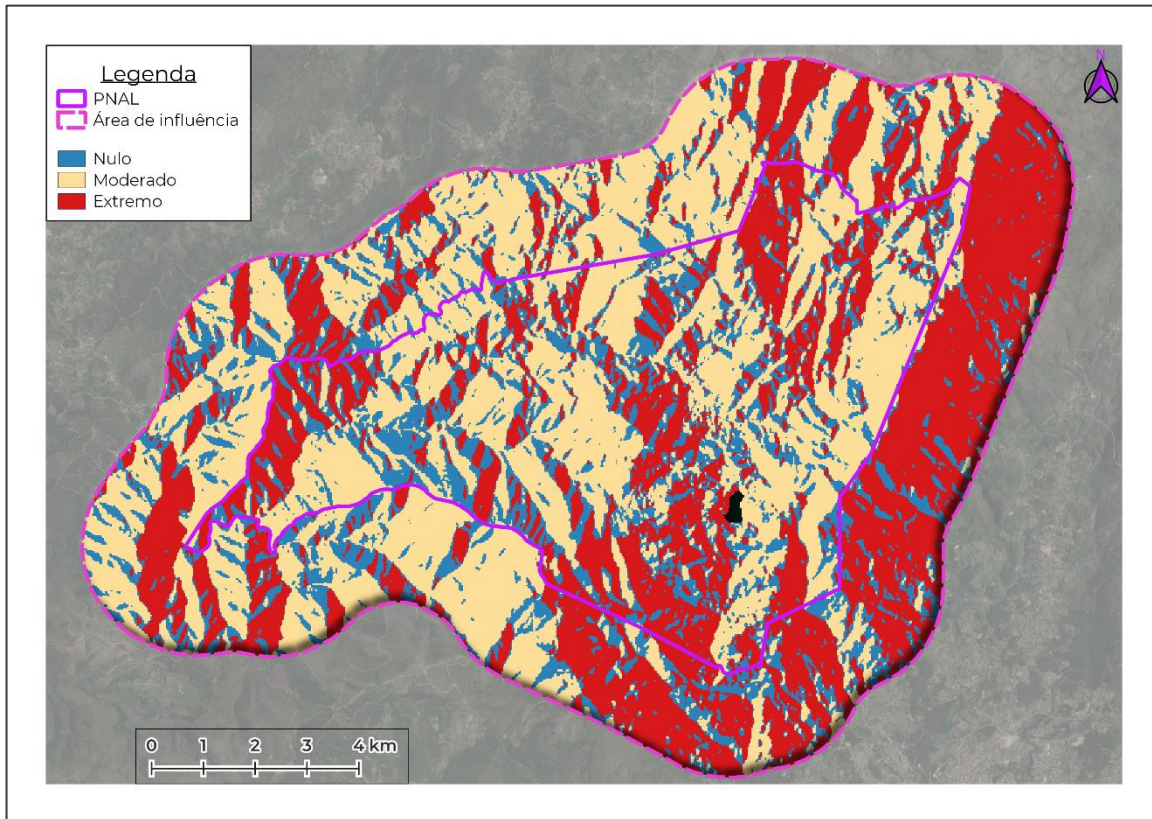 Legenda
PNAL
Área de influência
Nulo
Moderado
Extremo
N
0 1 2 3 4 km